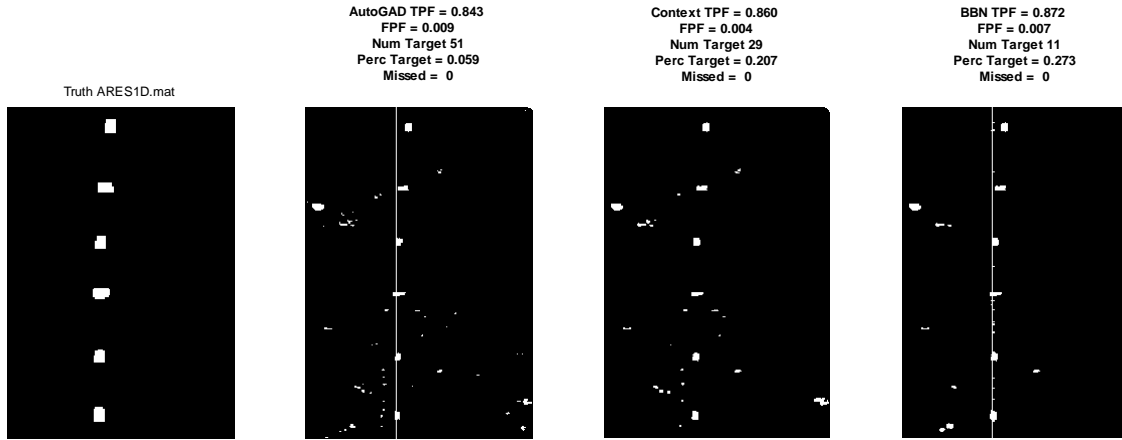 Truth ARES1D.mat
AutoGAD TPF = 0.843
FPF = 0.009
Num Target 51
Perc Target = 0.059
Missed = 0
Context TPF = 0.860
FPF = 0.004
Num Target 29
Perc Target = 0.207
Missed = 0
BBN TPF = 0.872
FPF = 0.007
Num Target 11
Perc Target = 0.273
Missed = 0